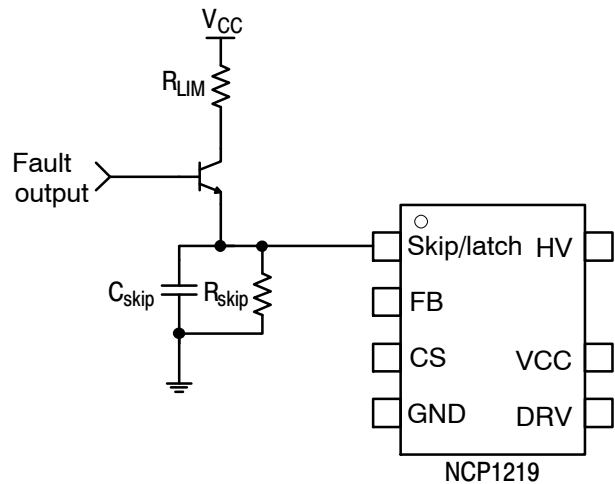 VCC
RLIM
Fault
output
Cskip
Rskip
Skip/latch HV
FB
CS VCC
GND DRV
NCP1219